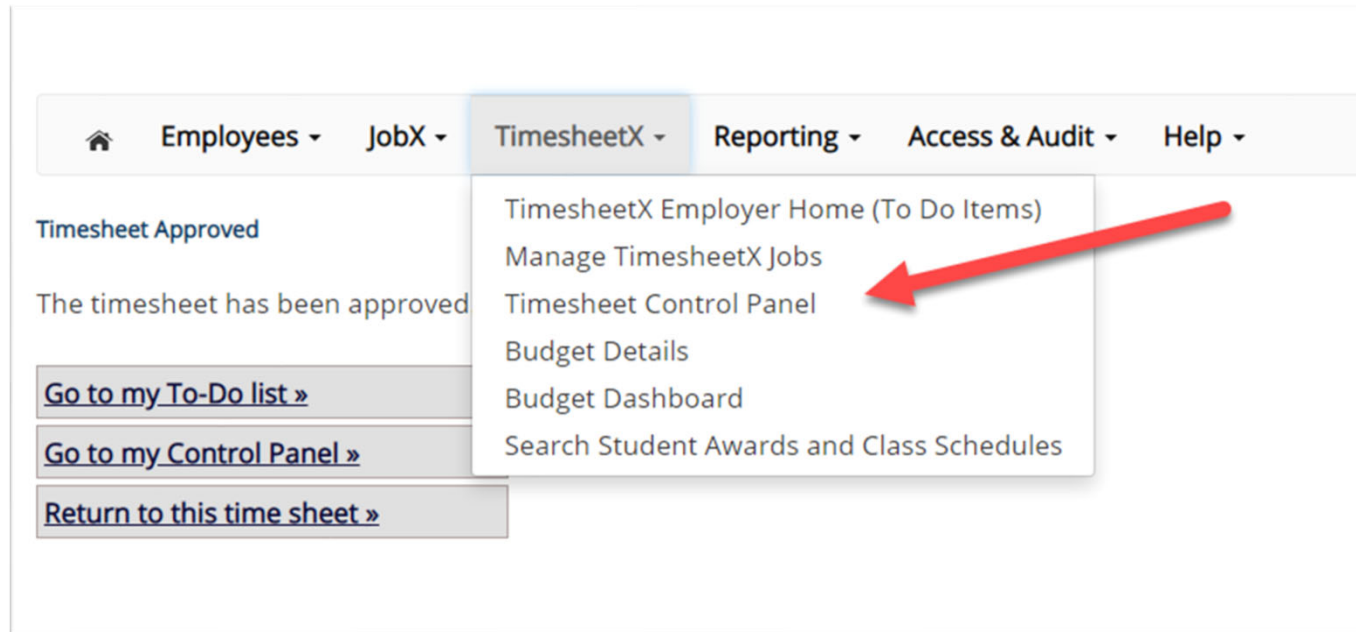 Employees JobX TimesheetX Reporting Access & Audit Help
TimesheetX Employer Home (To Do Items)
Manage TimesheetX Jobs
Timesheet Control Panel
Budget Details
Budget Dashboard
Search Student Awards and Class Schedules
Timesheet Approved
The timesheet has been approved
Go to my To-Do list »
Go to my Control Panel »
Return to this time sheet »